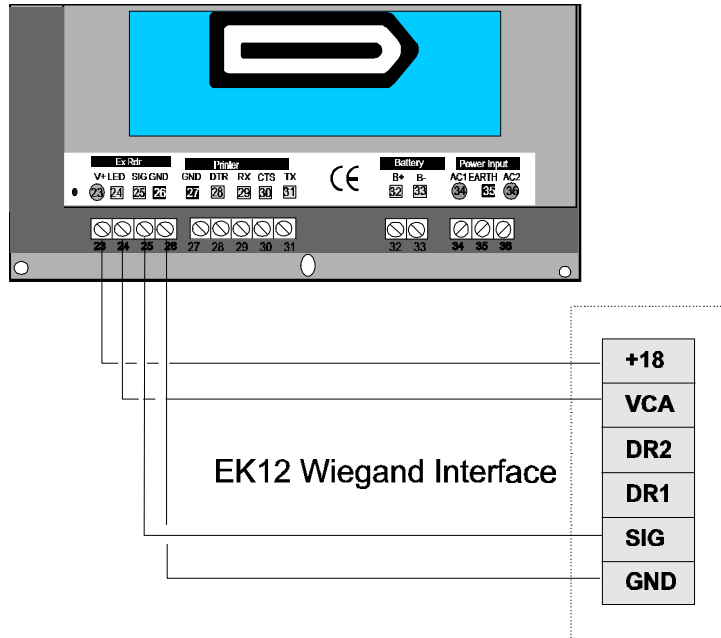 Ex Rdr Printer Battery Power Input
V+ LED SIG GND GND DTR RX CTS TX CE B+ B- AC1 EARTH AC2
23 24 25 26 27 28 29 30 31 32 33 34 35 36
23 24 25 26 27 28 29 30 31 32 33 34 35 36
+18
VCA
DR2
EK12 Wiegand Interface
DR1
SIG
GND